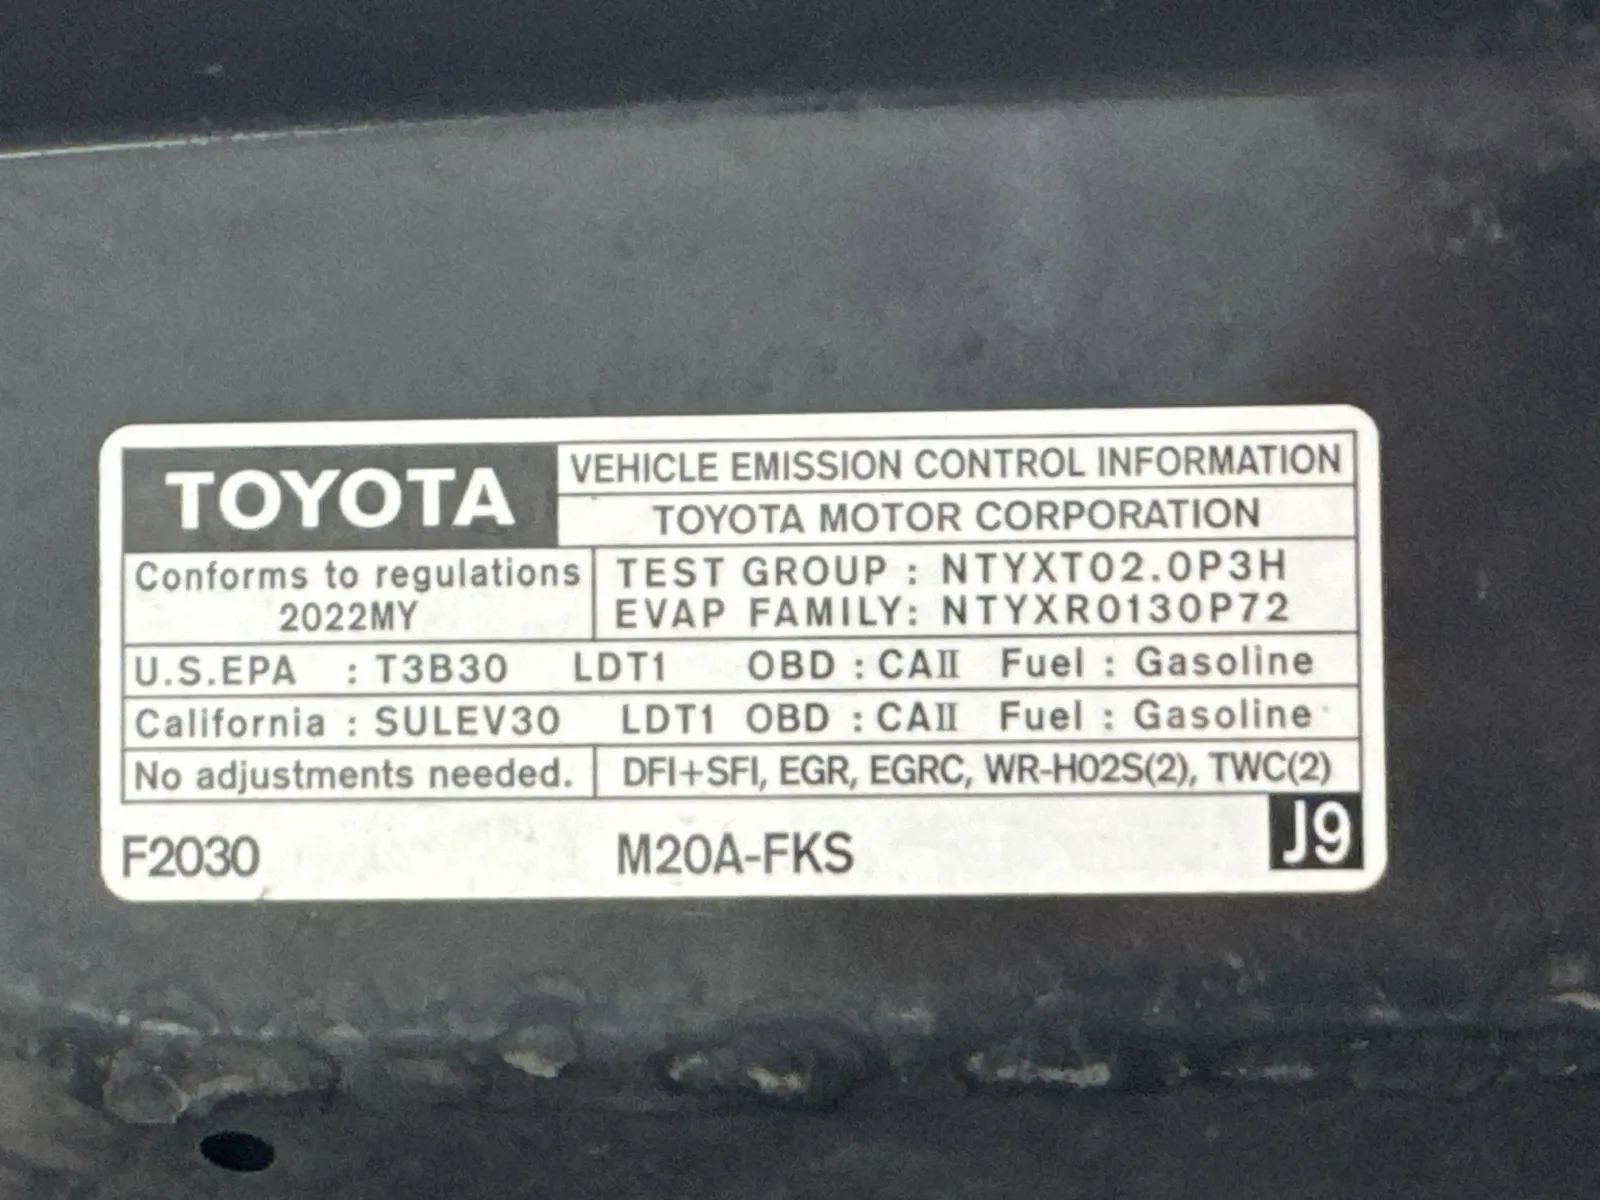 TOYOTA
VEHICLE EMISSION CONTROL INFORMATION
TOYOTA MOTOR CORPORATION
Conforms to regulations
2022MY
TEST GROUP : NTYXT02.0P3H
EVAP FAMILY: NTYXR0130P72
U.S.EPA : T3B30 LDT1 OBD : CAII Fuel : Gasoline
California : SULEV30 LDT1 OBD : CAII Fuel : Gasoline
No adjustments needed. DFI+SFI, EGR, EGRC, WR-HO2S(2), TWC(2)
F2030 M20A-FKS J9